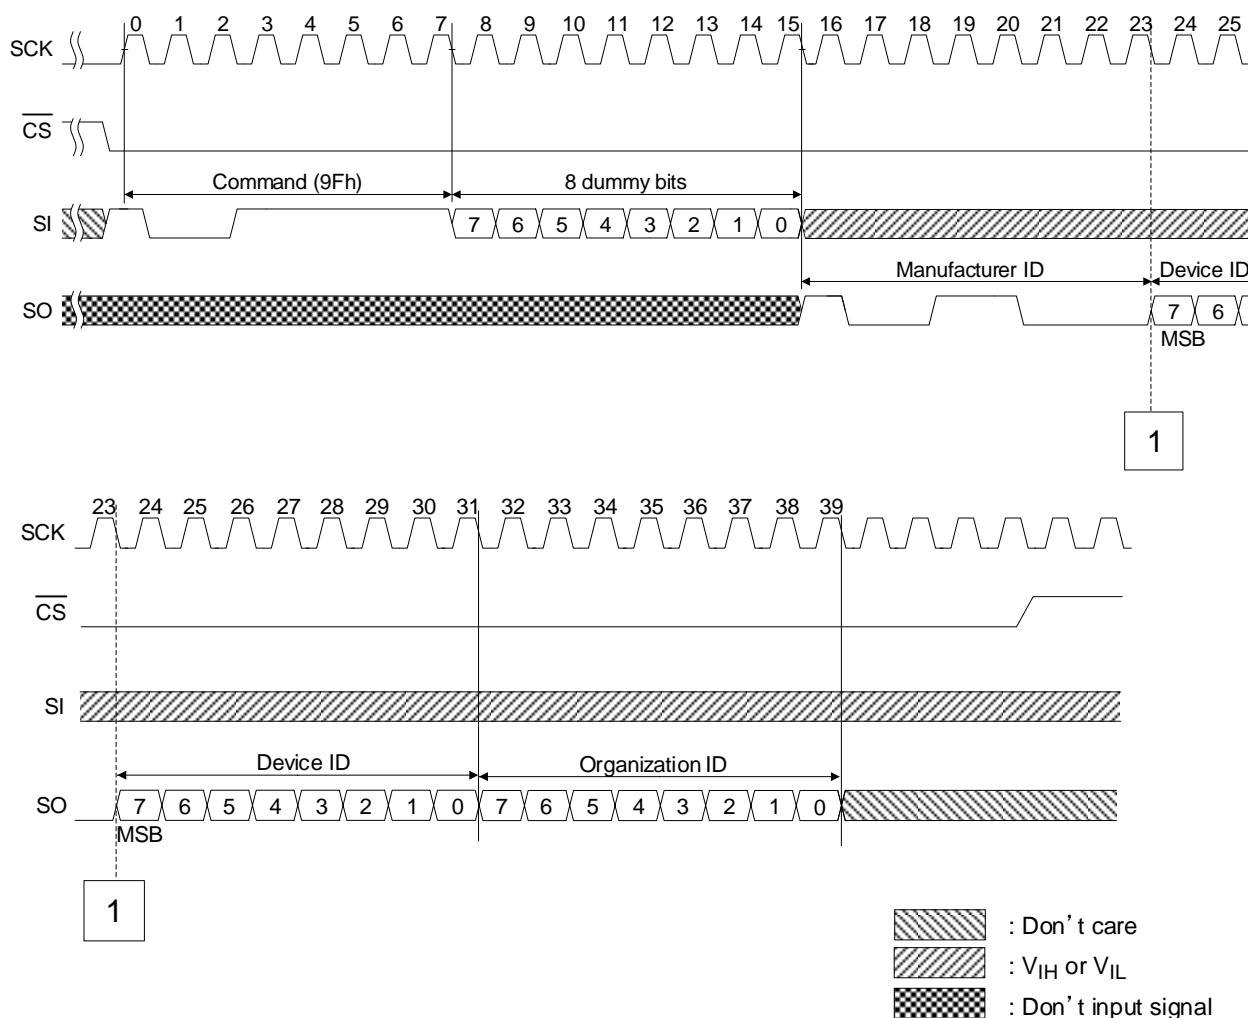 0 1 2 3 4 5 6 7 8 9 10 11 12 13 14 15 16 17 18 19 20 21 22 23 24 25
SCK
CS
Command (9Fh) 8 dummy bits
SI 7 6 5 4 3 2 1 0
Manufacturer ID Device ID
SO 7 6
MSB
1
23 24 25 26 27 28 29 30 31 32 33 34 35 36 37 38 39
SCK
CS
SI
Device ID Organization ID
SO 7 6 5 4 3 2 1 0 7 6 5 4 3 2 1 0
MSB
1
: Don't care
: VIH or VIL
: Don't input signal